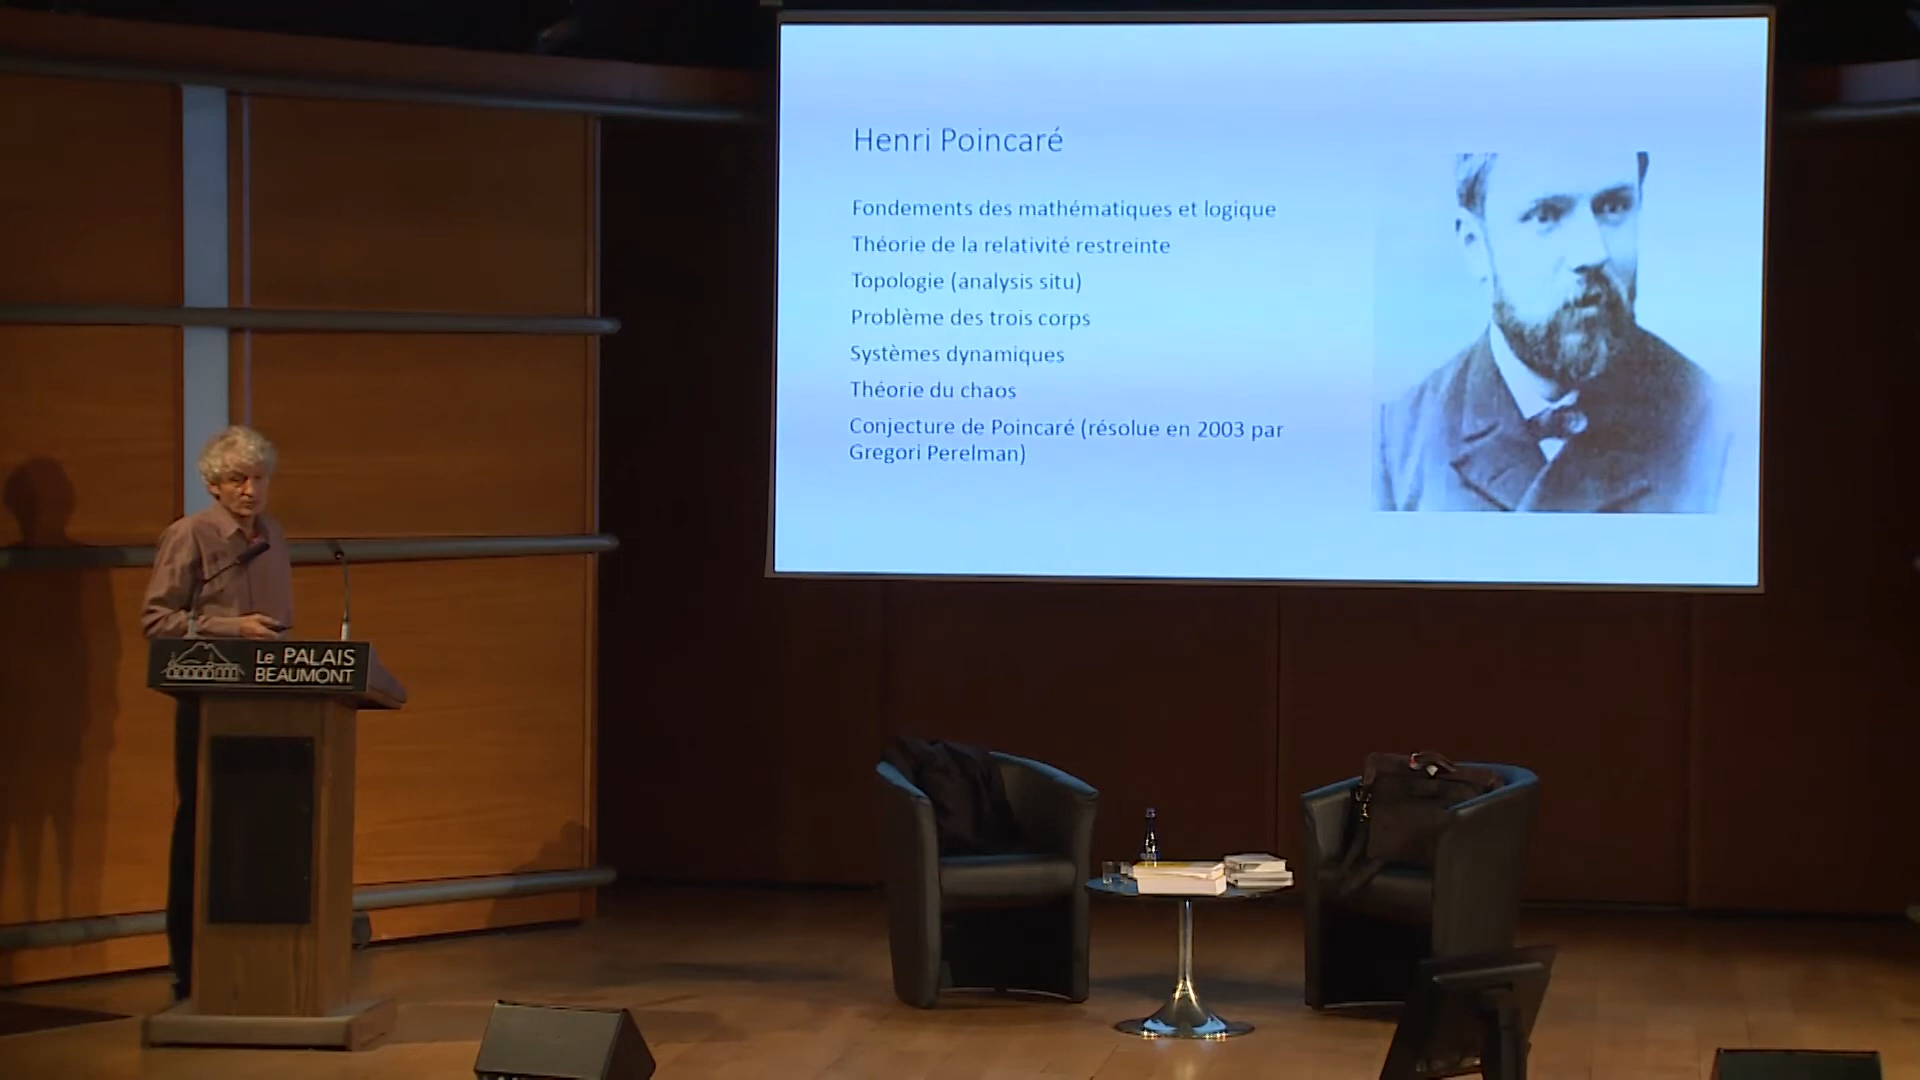 Henri Poincaré
Fondements des mathématiques et logique
Théorie de la relativité restreinte
Topologie (analysis situ)
Problème des trois corps
Systèmes dynamiques
Théorie du chaos
Conjecture de Poincaré (résolue en 2003 par
Gregori Perelman)
Le PALAIS
BEAUMONT